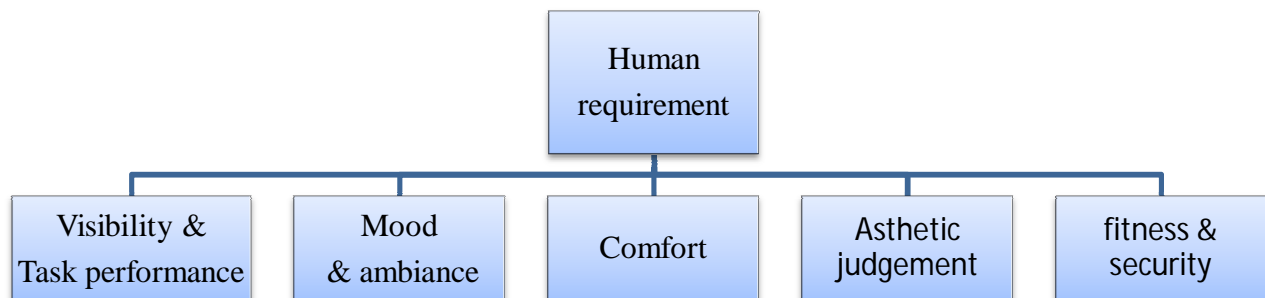 Human
requirement
Visibility &
Task performance
Mood
& ambiance
Comfort
Asthetic
judgement
fitness &
security